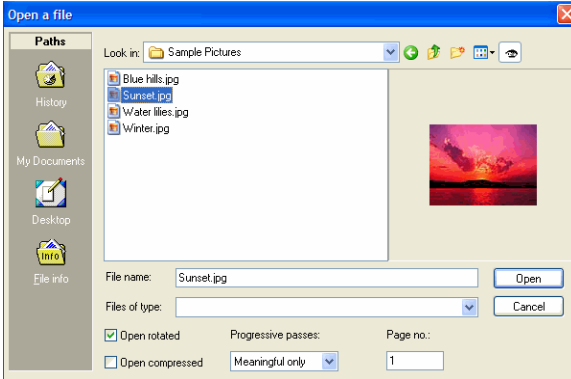 Open a file
Paths
Look in: Sample Pictures
History
My Documents
Desktop
Info
File info
Blue hills.jpg
Sunset.jpg
Water lilies.jpg
Winter.jpg
File name: Sunset.jpg Open
Files of type: Cancel
Open rotated Progressive passes: Page no.:
Open compressed Meaningful only 1